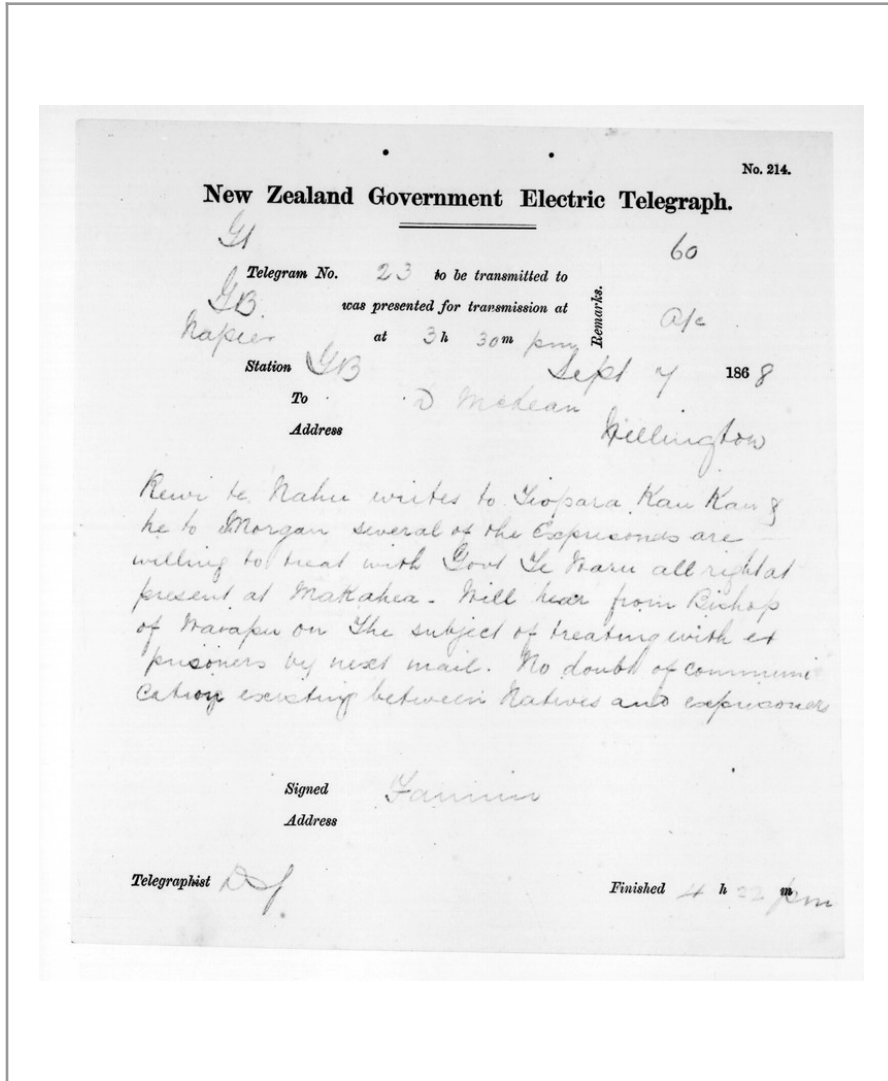 No. 214.
New Zealand Government Electric Telegraph.
60
Telegram No. 23 to be transmitted to
GB. was presented for transmission at
Remarks. a/c
Napier at 3h 30m pm
Station GB Sept 7 1868
To D McLean
Address Wellington
Rewi te Nahu writes to Tiopara Kau Kau &
he to Morgan several of the Exprisoners are
willing to treat with Govt Te Waru all right at
present at Makahea - Will hear from Bishop
of Waiapu on The subject of treating with ex
prisoners by next mail. No doubt of communi
cation existing between Natives and exprisoners
Signed Fannin
Address
Telegraphist
Finished 4 h 22 m pm